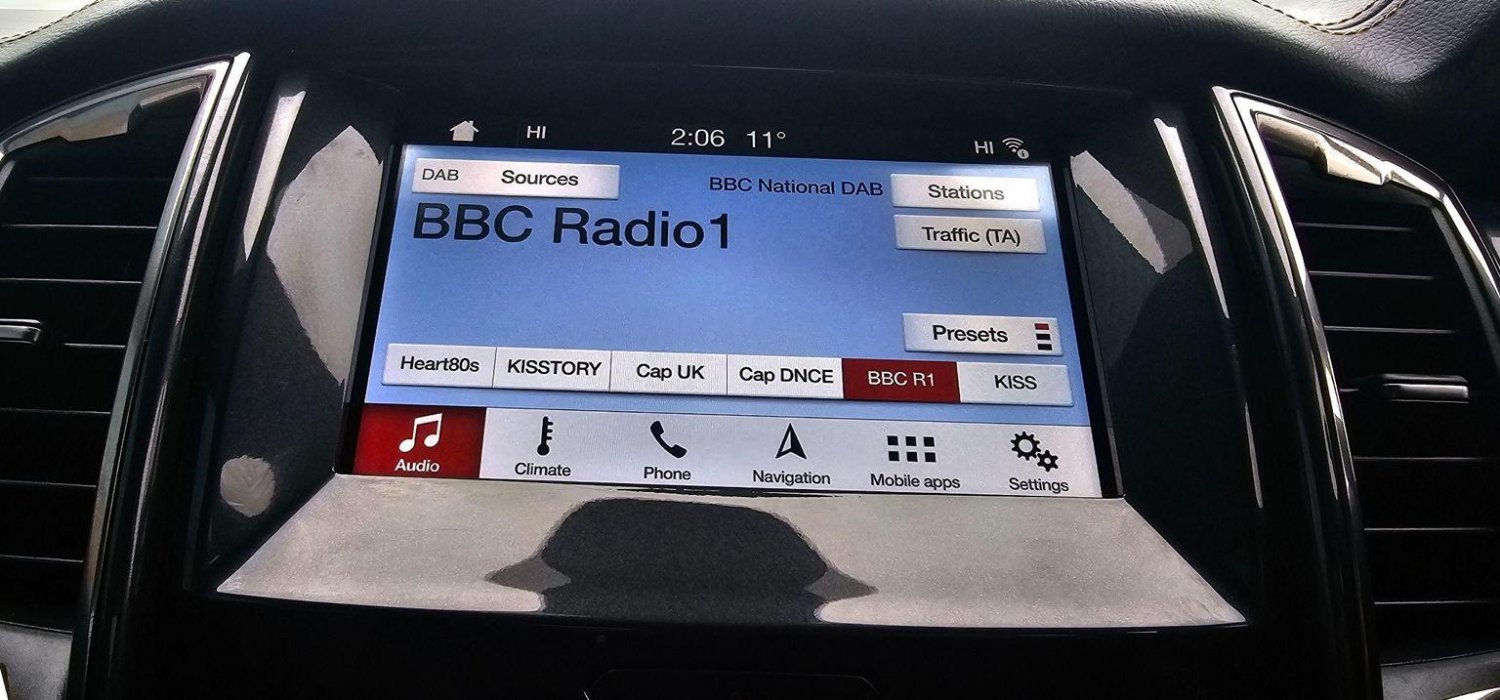 HI 2:06 11° HI
DAB Sources BBC National DAB Stations
BBC Radio1
Traffic (TA)
Presets
Heart80s KISSTORY Cap UK Cap DNCE BBC R1 KISS
Audio Climate Phone Navigation Mobile apps Settings